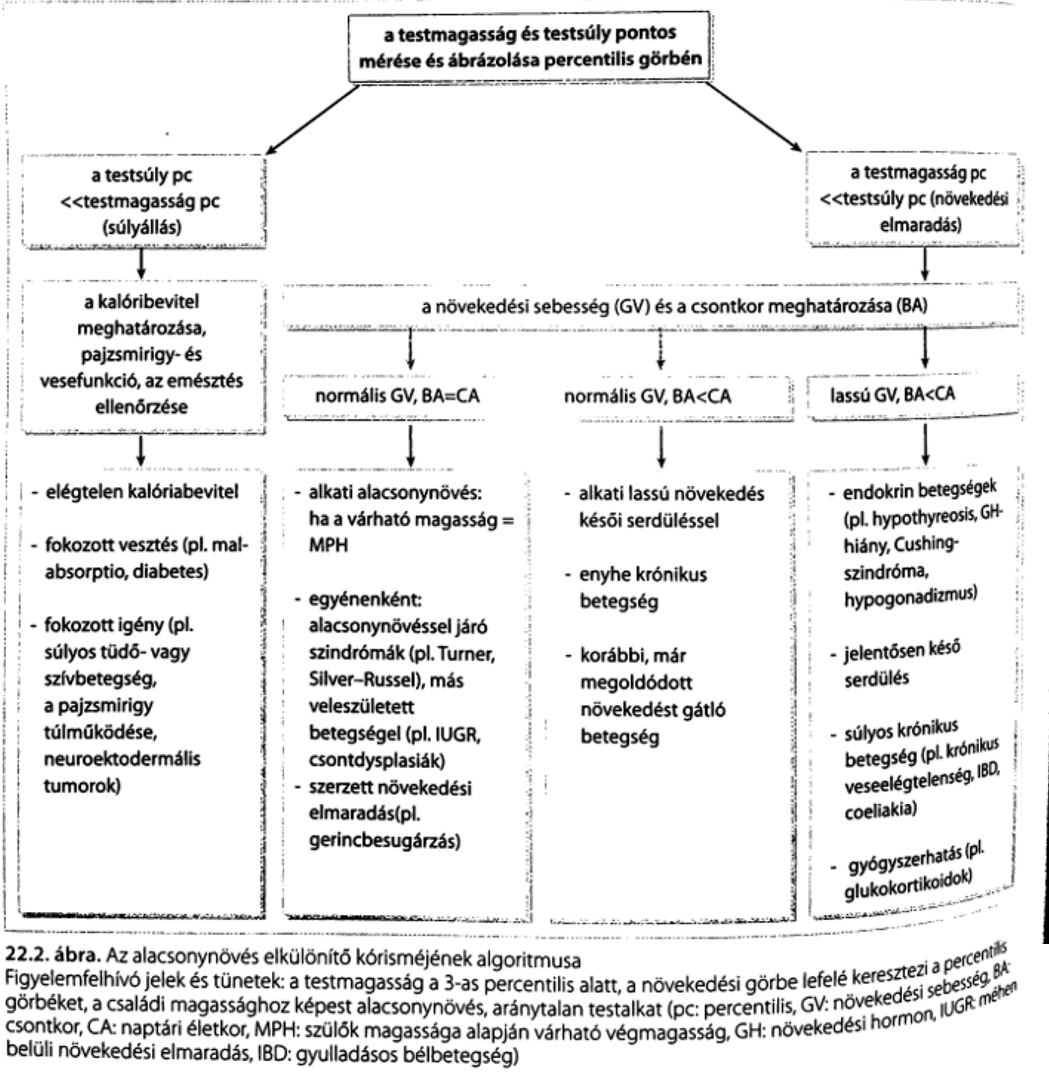 a testmagasság és testsúly pontos
mérése és ábrázolása percentilis görbén
a testsúly pc
<<testmagasság pc
(súlyállás)
a testmagasság pc
<<testsúly pc (növekedési
elmaradás)
a kalóribevitel
meghatározása,
pajzsmirigy- és
vesefunkció, az emésztés
ellenőrzése
a növekedési sebesség (GV) és a csontkor meghatározása (BA)
normális GV, BA=CA
normális GV, BA<CA
lassú GV, BA<CA
- elégtelen kalóriabevitel
- fokozott vesztés (pl. mal-
absorptio, diabetes)
- fokozott igény (pl.
súlyos tüdő- vagy
szívbetegség,
a pajzsmirigy
túlműködése,
neuroektodermális
tumorok)
- alkati alacsonynövés:
ha a várható magasság =
MPH
- egyénenként:
alacsonynövéssel járó
szindrómák (pl. Turner,
Silver–Russel), más
veleszületett
betegségel (pl. IUGR,
csontdysplasiák)
- szerzett növekedési
elmaradás(pl.
gerincbesugárzás)
- alkati lassú növekedés
késői serdüléssel
- enyhe krónikus
betegség
- korábbi, már
megoldódott
növekedést gátló
betegség
- endokrin betegségek
(pl. hypothyreosis, GH-
hiány, Cushing-
szindróma,
hypogonadizmus)
- jelentősen késő
serdülés
- súlyos krónikus
betegség (pl. krónikus
veseelégtelenség, IBD,
coeliakia)
- gyógyszerhatás (pl.
glukokortikoidok)
22.2. ábra. Az alacsonynövés elkülönítő kórisméjének algoritmusa
Figyelemfelhívó jelek és tünetek: a testmagasság a 3-as percentilis alatt, a növekedési görbe lefelé keresztezi a percentilis
görbéket, a családi magassághoz képest alacsonynövés, aránytalan testalkat (pc: percentilis, GV: növekedési sebesség, BA:
csontkor, CA: naptári életkor, MPH: szülők magassága alapján várható végmagasság, GH: növekedési hormon, IUGR: méhen
belüli növekedési elmaradás, IBD: gyulladásos bélbetegség)